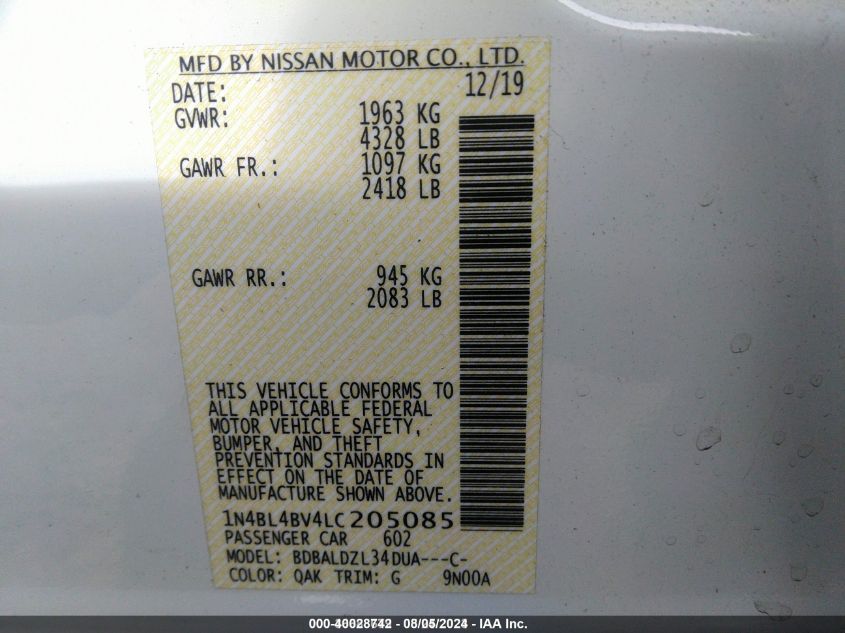 MFD BY NISSAN MOTOR CO., LTD.
DATE: 12/19
GVWR: 1963 KG
4328 LB
GAWR FR.: 1097 KG
2418 LB
GAWR RR.: 945 KG
2083 LB
THIS VEHICLE CONFORMS TO
ALL APPLICABLE FEDERAL
MOTOR VEHICLE SAFETY,
BUMPER, AND THEFT
PREVENTION STANDARDS IN
EFFECT ON THE DATE OF
MANUFACTURE SHOWN ABOVE.
1N4BL4BV4LC205085
PASSENGER CAR 602
MODEL: BDBALDZL34DUA---C-
COLOR: QAK TRIM: G 9N00A
- IAA Inc.